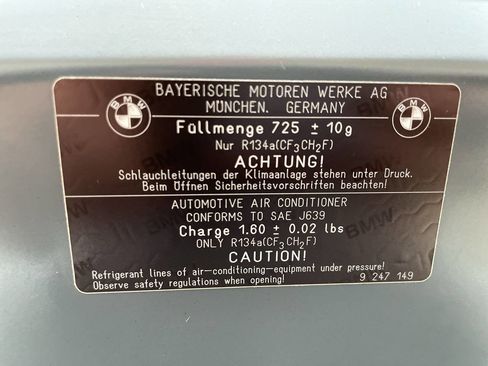 BAYERISCHE MOTOREN WERKE AG
MÜNCHEN, GERMANY
BMW
BMW
Füllmenge 725 ± 10g
Nur R134a(CF3CH2F)
ACHTUNG!
Schlauchleitungen der Klimaanlage stehen unter Druck.
Beim Öffnen Sicherheitsvorschriften beachten!
AUTOMOTIVE AIR CONDITIONER
CONFORMS TO SAE J639
Charge 1.60 ± 0.02 lbs
ONLY R134a(CF3CH2F)
CAUTION!
Refrigerant lines of air-conditioning-equipment under pressure!
Observe safety regulations when opening!
9 247 149